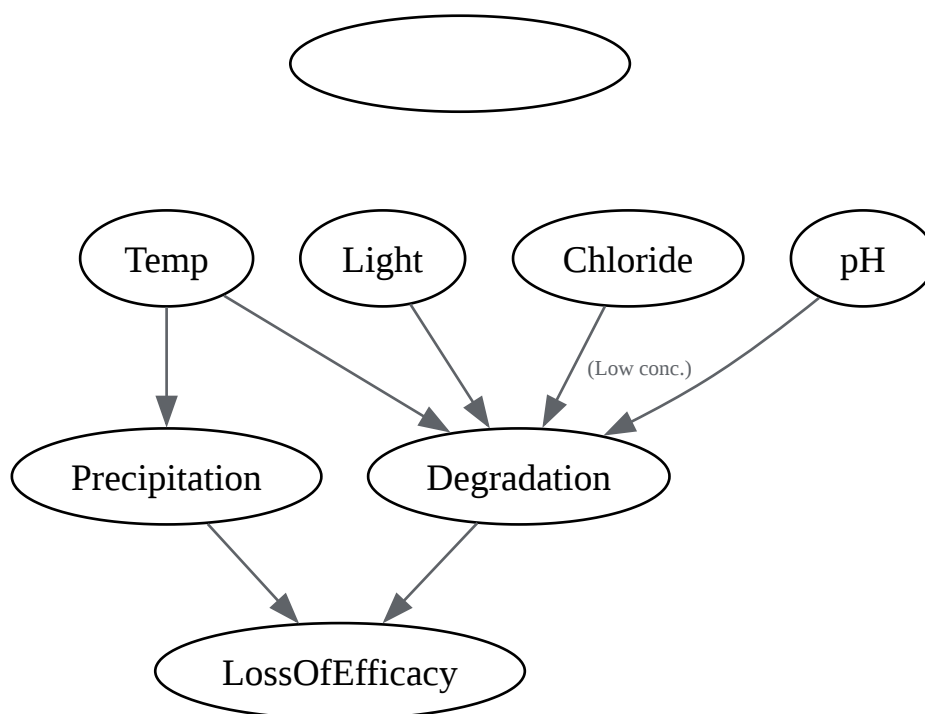 Temp Light Chloride pH
(Low conc.)
Precipitation Degradation
LossOfEfficacy